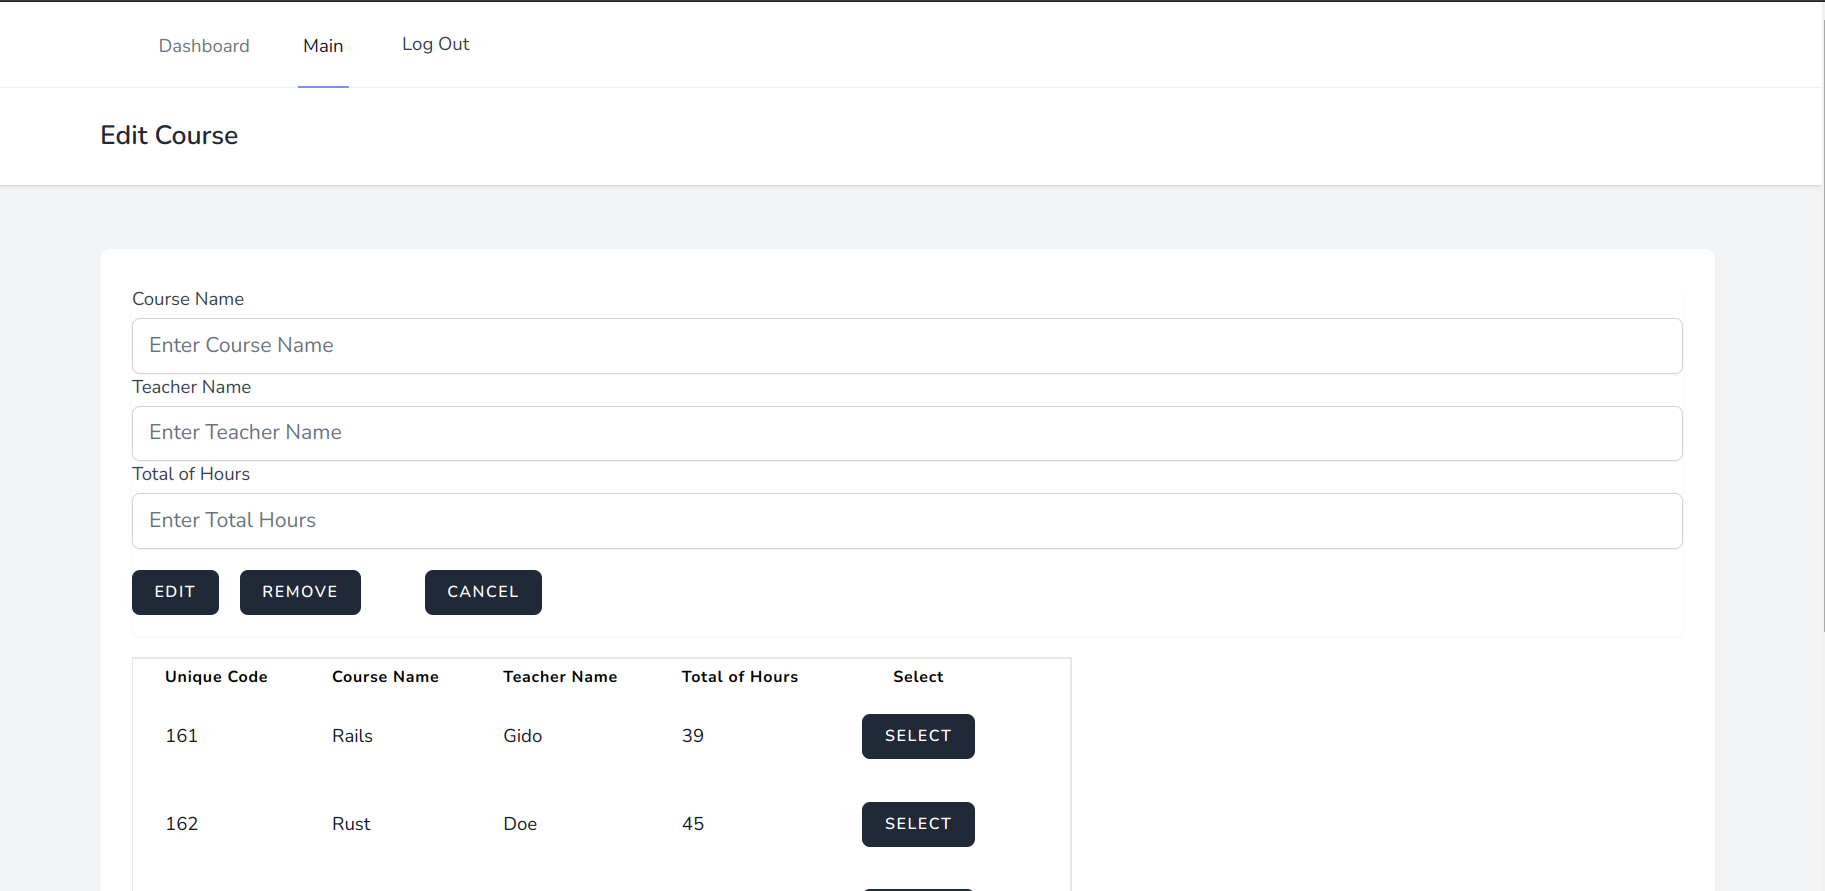 Dashboard Main Log Out
Edit Course
Course Name
Enter Course Name
Teacher Name
Enter Teacher Name
Total of Hours
Enter Total Hours
EDIT REMOVE CANCEL
Unique Code Course Name Teacher Name Total of Hours Select
161 Rails Gido 39 SELECT
162 Rust Doe 45 SELECT